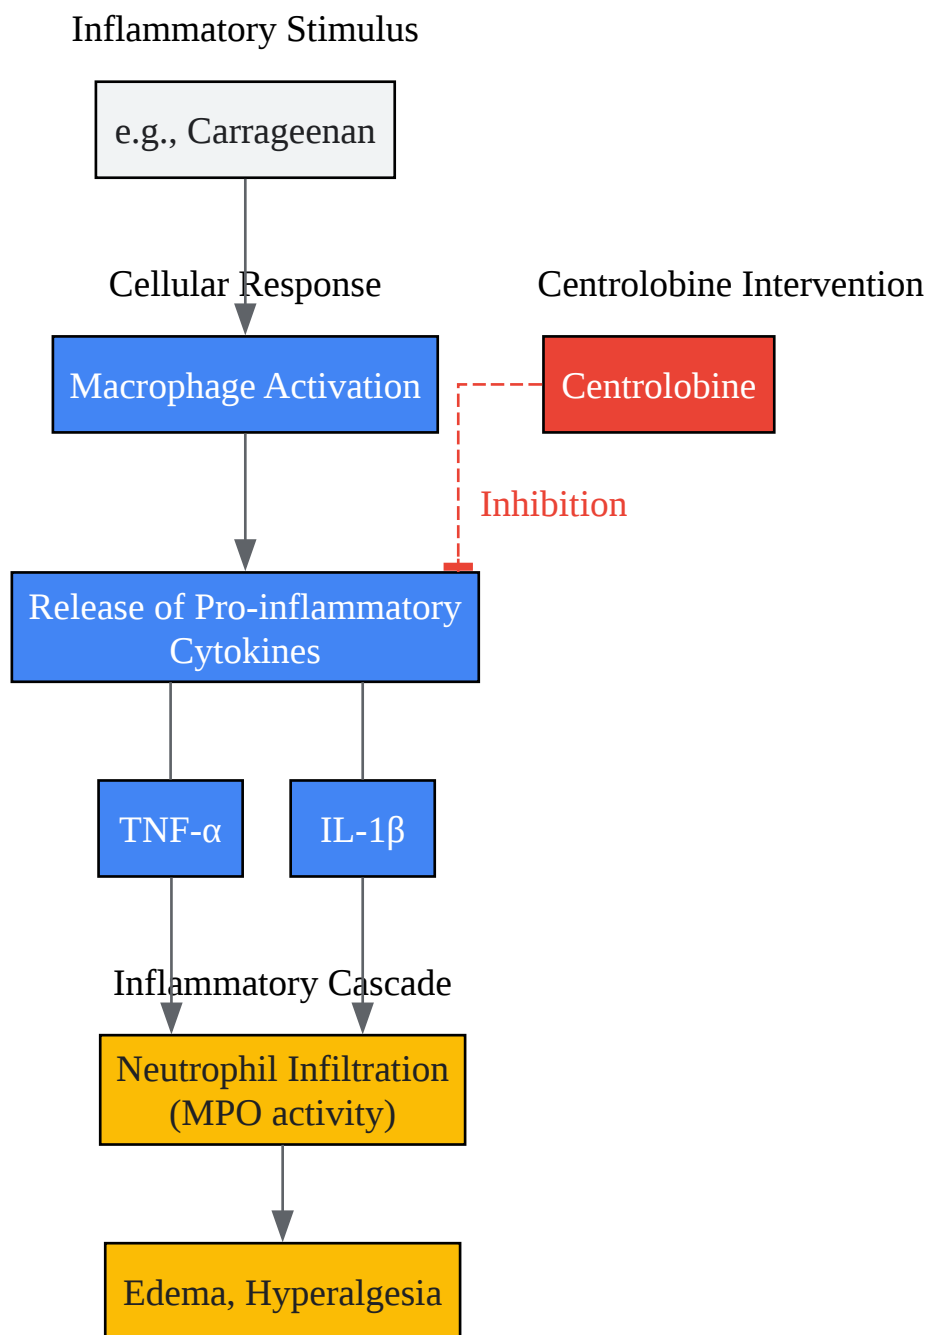 Inflammatory Stimulus
e.g., Carrageenan
Cellular Response
Centrolobine Intervention
Macrophage Activation
Centrolobine
Inhibition
Release of Pro-inflammatory
Cytokines
TNF-α
IL-1β
Inflammatory Cascade
Neutrophil Infiltration
(MPO activity)
Edema, Hyperalgesia